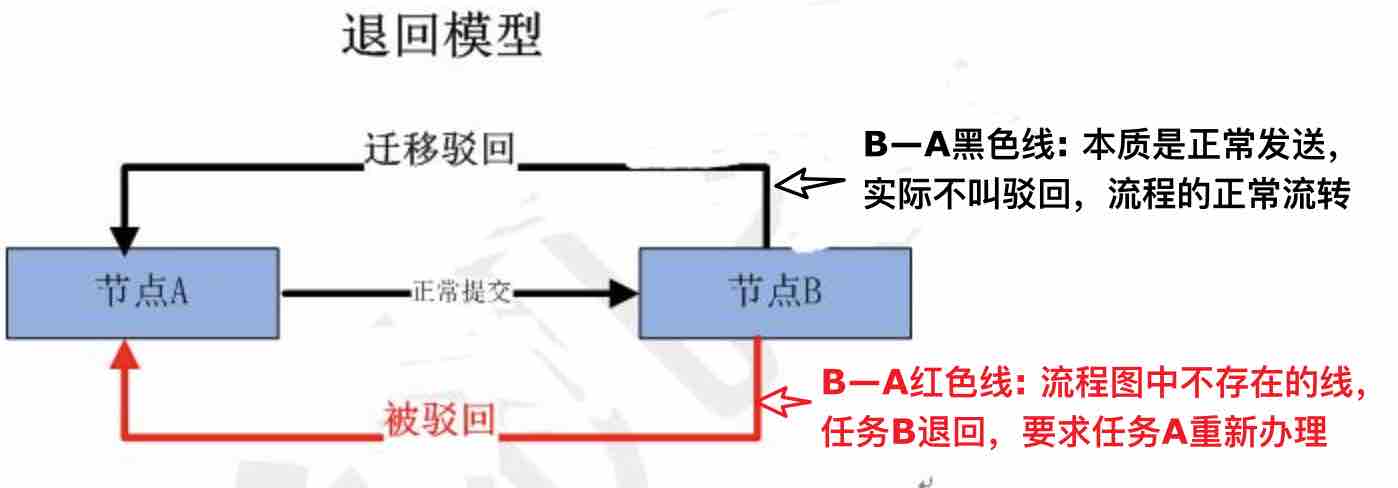 退回模型
迁移驳回
B—A黑色线: 本质是正常发送,
实际不叫驳回，流程的正常流转
节点A
正常提交
节点B
B—A红色线: 流程图中不存在的线,
任务B退回，要求任务A重新办理
被驳回